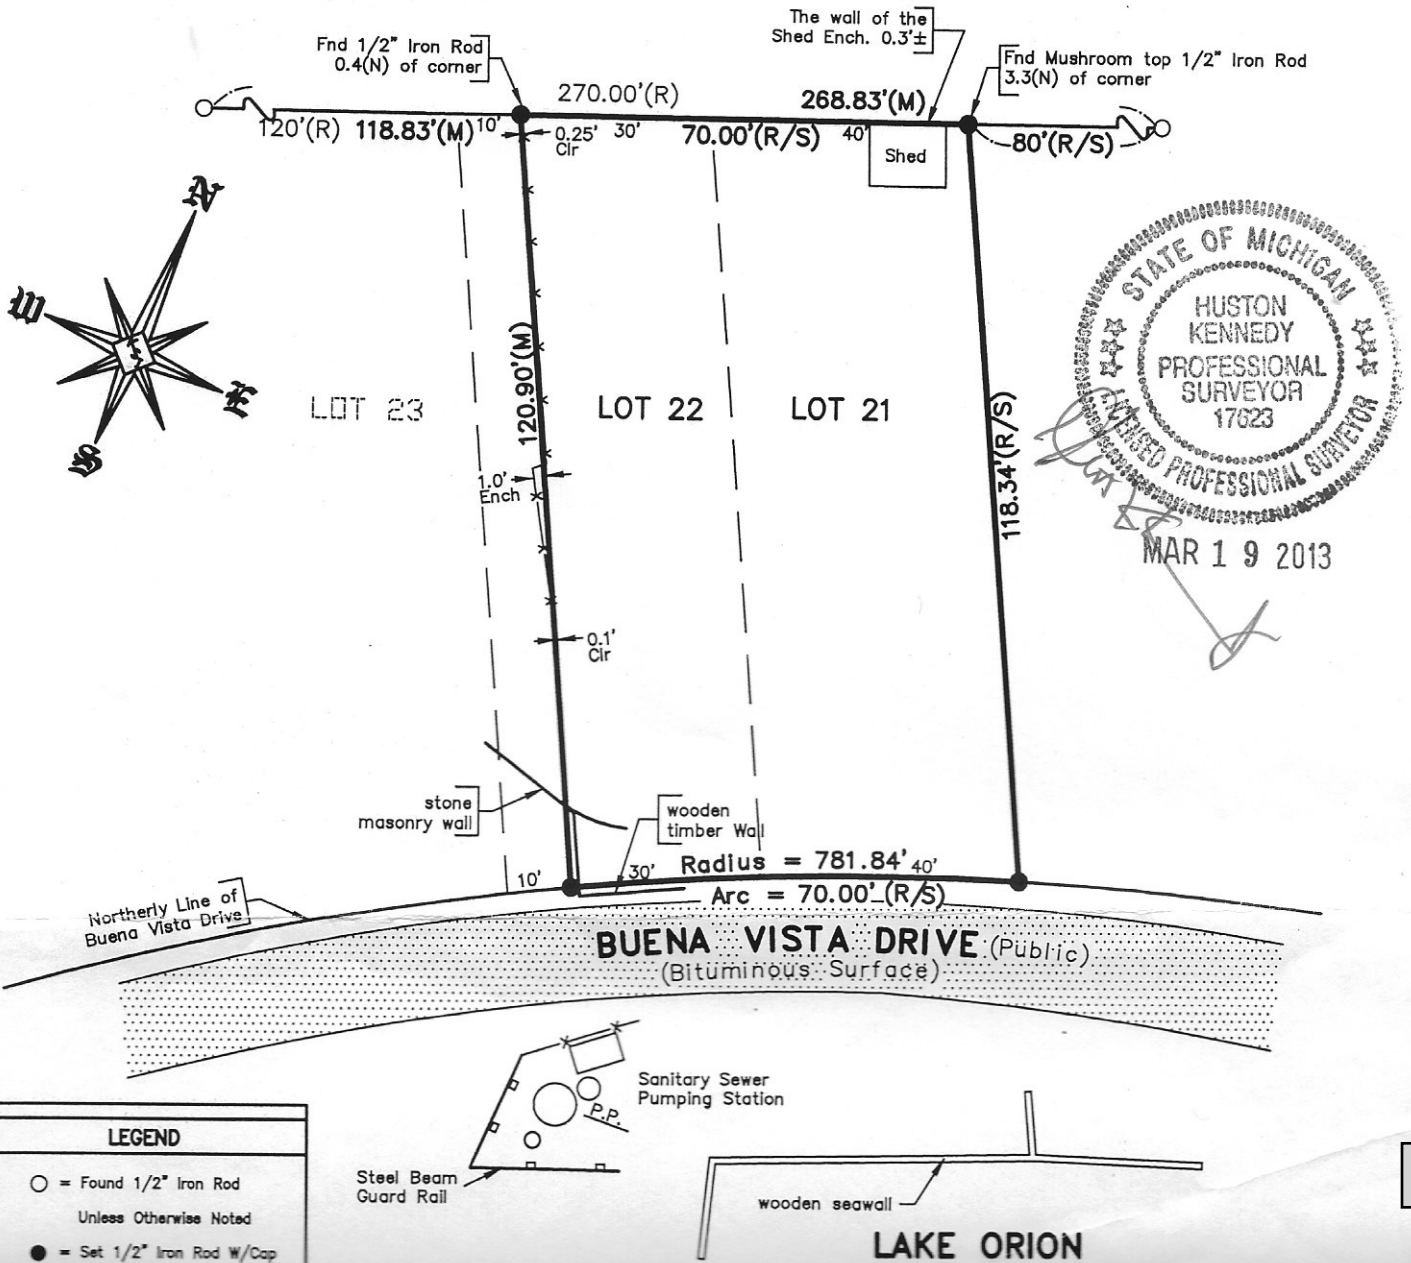 The wall of the
Shed Ench. 0.3'±
Fnd 1/2" Iron Rod
0.4(N) of corner
Fnd Mushroom top 1/2" Iron Rod
3.3(N) of corner
270.00'(R)
268.83'(M)
120'(R) 118.83'(M) 10'
0.25'
Clr
30'
70.00'(R/S)
40'
80'(R/S)
Shed
N
W
E
S
STATE OF MICHIGAN
HUSTON
KENNEDY
PROFESSIONAL
SURVEYOR
17623
LICENSED PROFESSIONAL SURVEYOR
MAR 19 2013
LOT 23
120.90'(M)
LOT 22
LOT 21
118.34'(R/S)
1.0'
Ench
0.1'
Clr
stone
masonry wall
wooden
timber Wall
Radius = 781.84'
40'
10'
30'
Arc = 70.00'(R/S)
Northerly Line of
Buena Vista Drive
BUENA VISTA DRIVE (Public)
(Bituminous Surface)
Sanitary Sewer
Pumping Station
P.P.
Steel Beam
Guard Rail
wooden seawall
LAKE ORION
LEGEND
= Found 1/2" Iron Rod
Unless Otherwise Noted
= Set 1/2" Iron Rod W/Cap